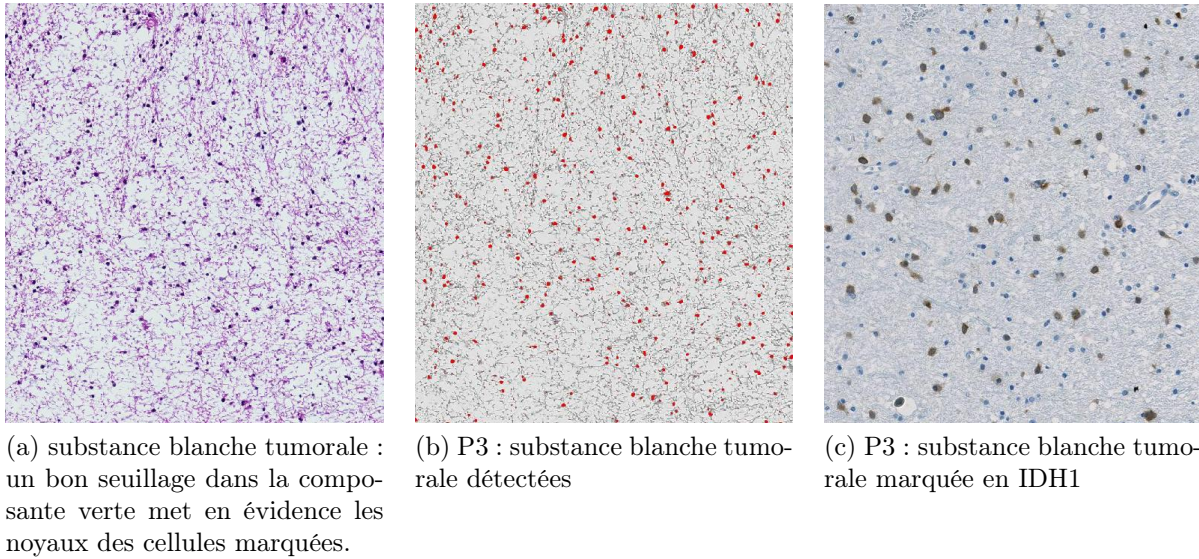 (a) substance blanche tumorale :
un bon seuillage dans la compo-
sante verte met en évidence les
noyaux des cellules marquées.
(b) P3 : substance blanche tumo-
rale détectées
(c) P3 : substance blanche tumo-
rale marquée en IDH1